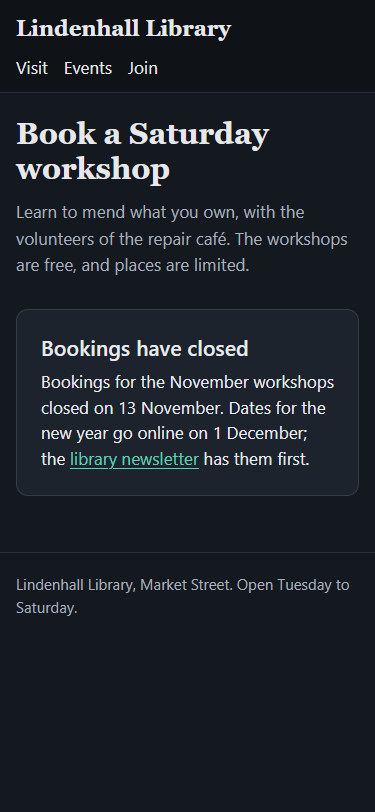 Lindenhall Library
Visit Events Join
Book a Saturday
workshop
Learn to mend what you own, with the
volunteers of the repair café. The workshops
are free, and places are limited.
Bookings have closed
Bookings for the November workshops
closed on 13 November. Dates for the
new year go online on 1 December;
the library newsletter has them first.
Lindenhall Library, Market Street. Open Tuesday to
Saturday.